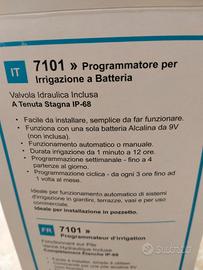 IT 7101 » Programmatore per
Irrigazione a Batteria
Valvola Idraulica Inclusa
A Tenuta Stagna IP-68
• Facile da installare, semplice da far funzionare.
• Funziona con una sola batteria Alcalina da 9V
(non inclusa).
• Funzionamento automatico o manuale.
• Durata irrigazione da 1 minuto a 12 ore.
• Programmazione settimanale - fino a 4
partenze al giorno.
• Programmazione ciclica - da ogni 3 ore fino ad
1 volta al mese.
Ideale per funzionamento automatico di sistemi
d'irrigazione in giardini, terrazze, vasi e per uso
commerciale.
Ideale per installazione in pozzetto.
FR 7101 »
Programmateur d'irrigation
Fonctionnant sur Pile
Subito